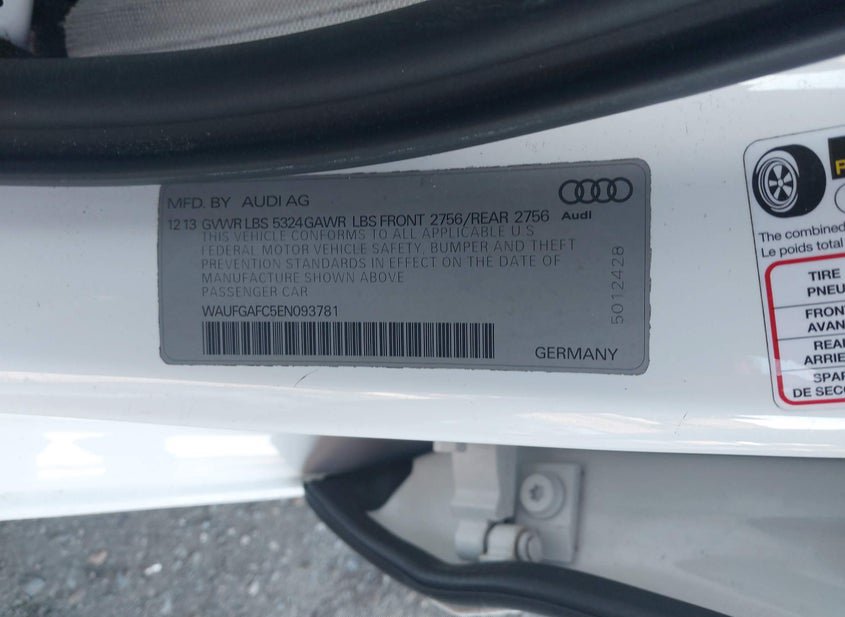 MFD. BY AUDI AG
Audi
12 13 GVWR LBS 5324 GAWR LBS FRONT 2756/REAR 2756
THIS VEHICLE CONFORMS TO ALL APPLICABLE U.S
FEDERAL MOTOR VEHICLE SAFETY, BUMPER AND THEFT
PREVENTION STANDARDS IN EFFECT ON THE DATE OF
MANUFACTURE SHOWN ABOVE
PASSENGER CAR
WAUFGAFC5EN093781
GERMANY
5012428
The combined
Le poids total
TIRE
PNEU
FRONT
AVAN
REAR
ARRIE
SPAR
DE SECO